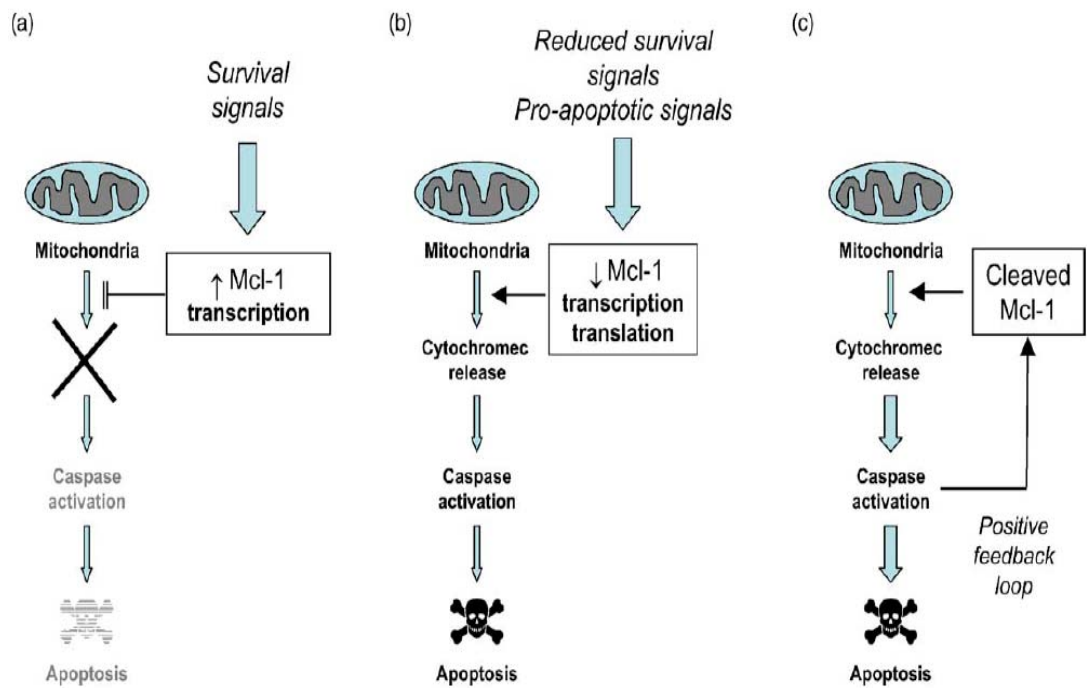 (a)
Survival
signals
Mitochondria
↑ Mcl-1
transcription
Caspase
activation
Apoptosis
(b)
Reduced survival
signals
Pro-apoptotic signals
Mitochondria
↓ Mcl-1
transcription
translation
Cytochromec
release
Caspase
activation
Apoptosis
(c)
Mitochondria
Cleaved
Mcl-1
Cytochromec
release
Caspase
activation
Positive
feedback
loop
Apoptosis